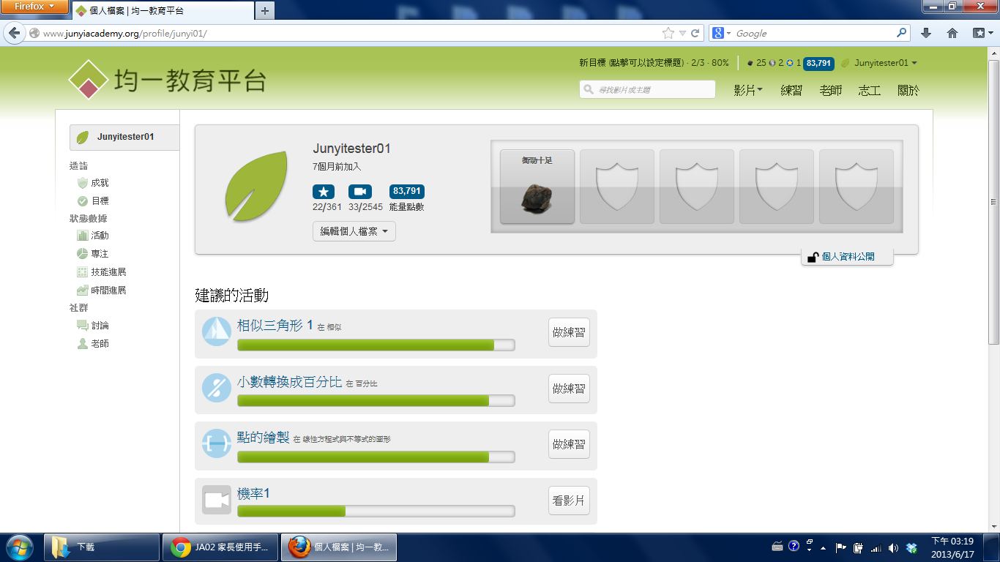 Firefox
個人檔案 | 均一教育平台
www.junyiacademy.org/profile/junyi01/
Google
新目標 (點擊可以設定標題) · 2/3 · 80%
25 2 1 83,791 Junyitester01
均一教育平台
尋找影片或主題
影片 練習 老師 志工 關於
Junyitester01
造詣
成就
目標
狀態數據
活動
專注
技能進展
時間進展
社群
討論
老師
Junyitester01
7個月前加入
83,791
22/361 33/2545 能量點數
編輯個人檔案
衝勁十足
個人資料公開
建議的活動
相似三角形 1 在 相似
做練習
小數轉換成百分比 在 百分比
做練習
點的繪製 在 線性方程式與不等式的圖形
做練習
機率1
看影片
下載
JA02 家長使用手...
個人檔案 | 均一教...
下午 03:19
2013/6/17